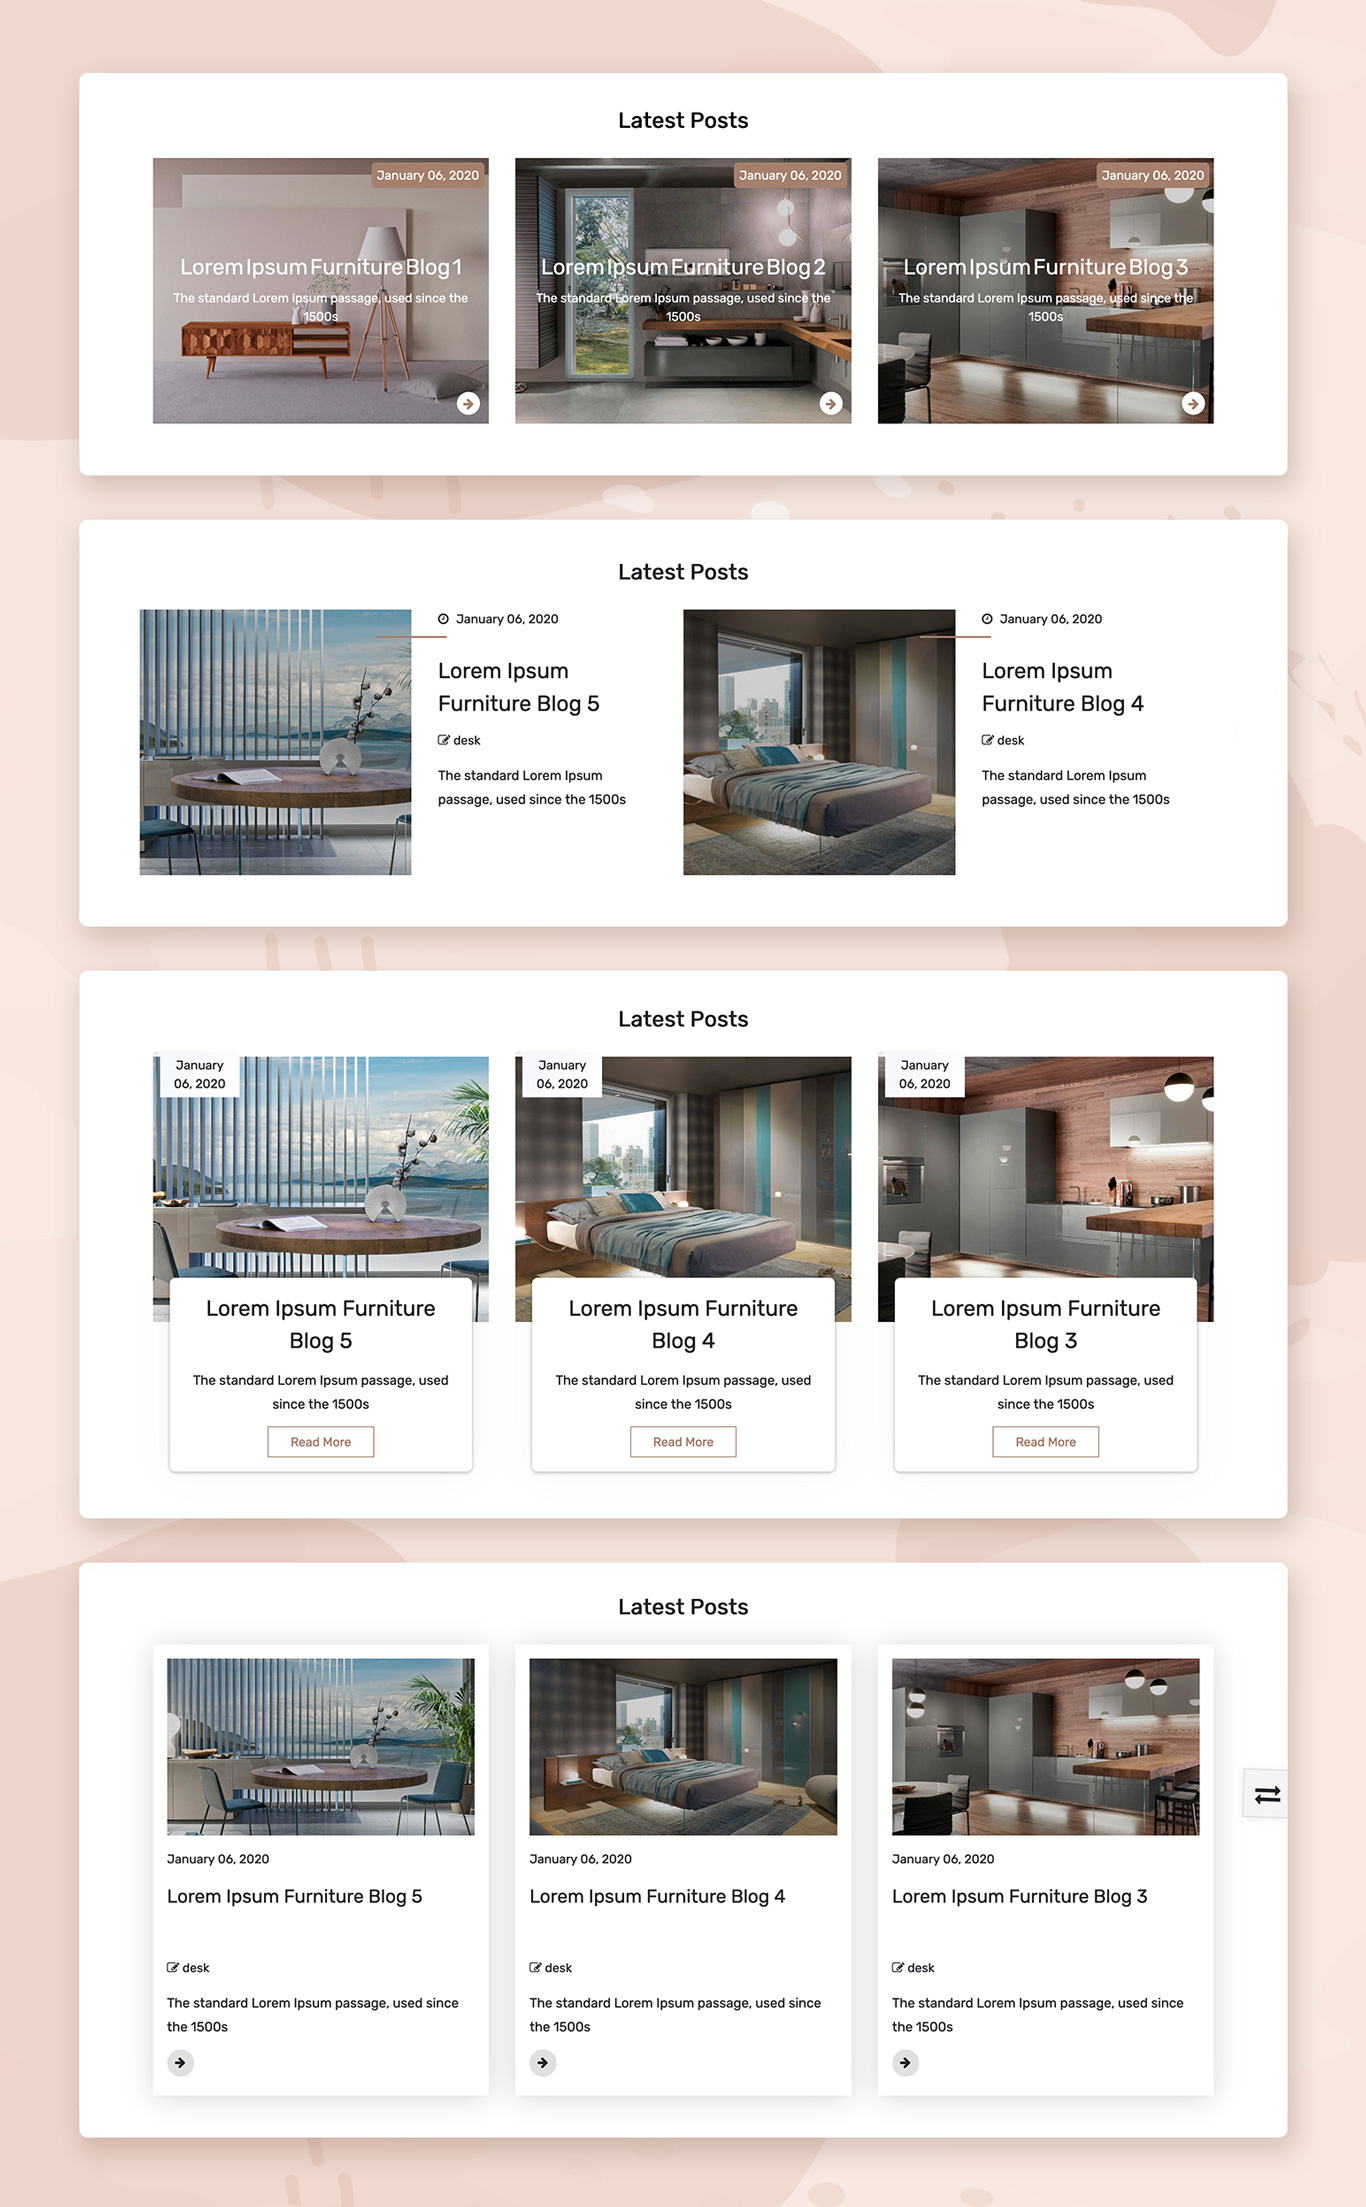 Latest Posts
January 06, 2020
Lorem Ipsum Furniture Blog 1
The standard Lorem Ipsum passage, used since the
1500s
January 06, 2020
Lorem Ipsum Furniture Blog 2
The standard Lorem Ipsum passage, used since the
1500s
January 06, 2020
Lorem Ipsum Furniture Blog 3
The standard Lorem Ipsum passage, used since the
1500s
Latest Posts
January 06, 2020
Lorem Ipsum
Furniture Blog 5
desk
The standard Lorem Ipsum
passage, used since the 1500s
January 06, 2020
Lorem Ipsum
Furniture Blog 4
desk
The standard Lorem Ipsum
passage, used since the 1500s
Latest Posts
January
06, 2020
Lorem Ipsum Furniture
Blog 5
The standard Lorem Ipsum passage, used
since the 1500s
Read More
January
06, 2020
Lorem Ipsum Furniture
Blog 4
The standard Lorem Ipsum passage, used
since the 1500s
Read More
January
06, 2020
Lorem Ipsum Furniture
Blog 3
The standard Lorem Ipsum passage, used
since the 1500s
Read More
Latest Posts
January 06, 2020
Lorem Ipsum Furniture Blog 5
desk
The standard Lorem Ipsum passage, used since
the 1500s
January 06, 2020
Lorem Ipsum Furniture Blog 4
desk
The standard Lorem Ipsum passage, used since
the 1500s
January 06, 2020
Lorem Ipsum Furniture Blog 3
desk
The standard Lorem Ipsum passage, used since
the 1500s